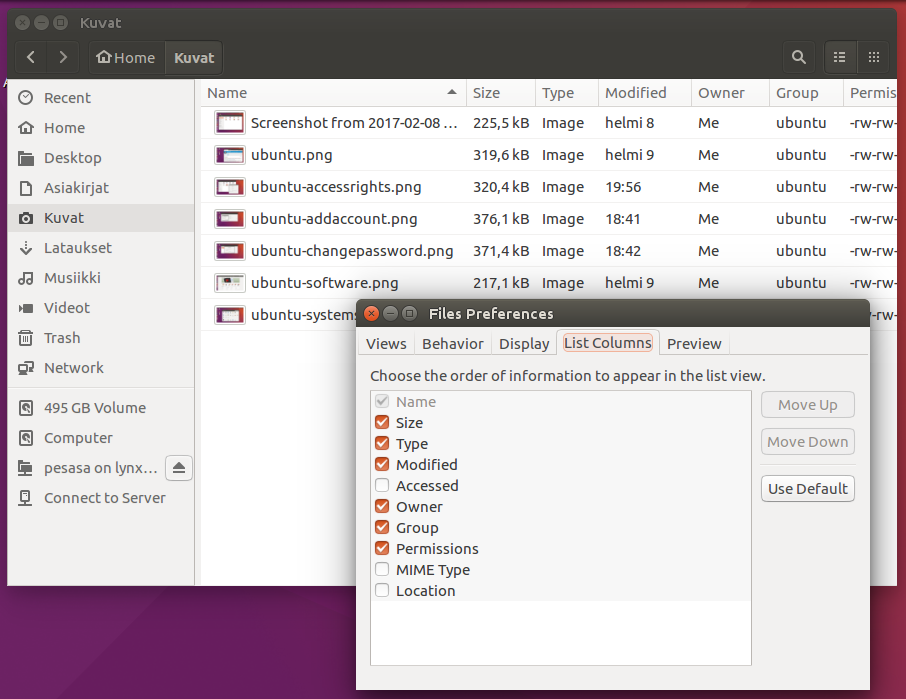 Kuvat
Home Kuvat
Name Size Type Modified Owner Group Permis
Recent
Home
Desktop
Asiakirjat
Kuvat
Lataukset
Musiikki
Videot
Trash
Network
495 GB Volume
Computer
pesasa on lynx…
Connect to Server
Screenshot from 2017-02-08 … 225,5 kB Image helmi 8 Me ubuntu -rw-rw-
ubuntu.png 319,6 kB Image helmi 9 Me ubuntu -rw-rw-
ubuntu-accessrights.png 320,4 kB Image 19:56 Me ubuntu -rw-rw-
ubuntu-addaccount.png 376,1 kB Image 18:41 Me ubuntu -rw-rw-
ubuntu-changepassword.png 371,4 kB Image 18:42 Me ubuntu -rw-rw-
ubuntu-software.png 217,1 kB Image helmi 9 Me ubuntu -rw-rw-
ubuntu-systems -rw-
Files Preferences
Views Behavior Display List Columns Preview
Choose the order of information to appear in the list view.
Name
Size
Type
Modified
Accessed
Owner
Group
Permissions
MIME Type
Location
Move Up
Move Down
Use Default